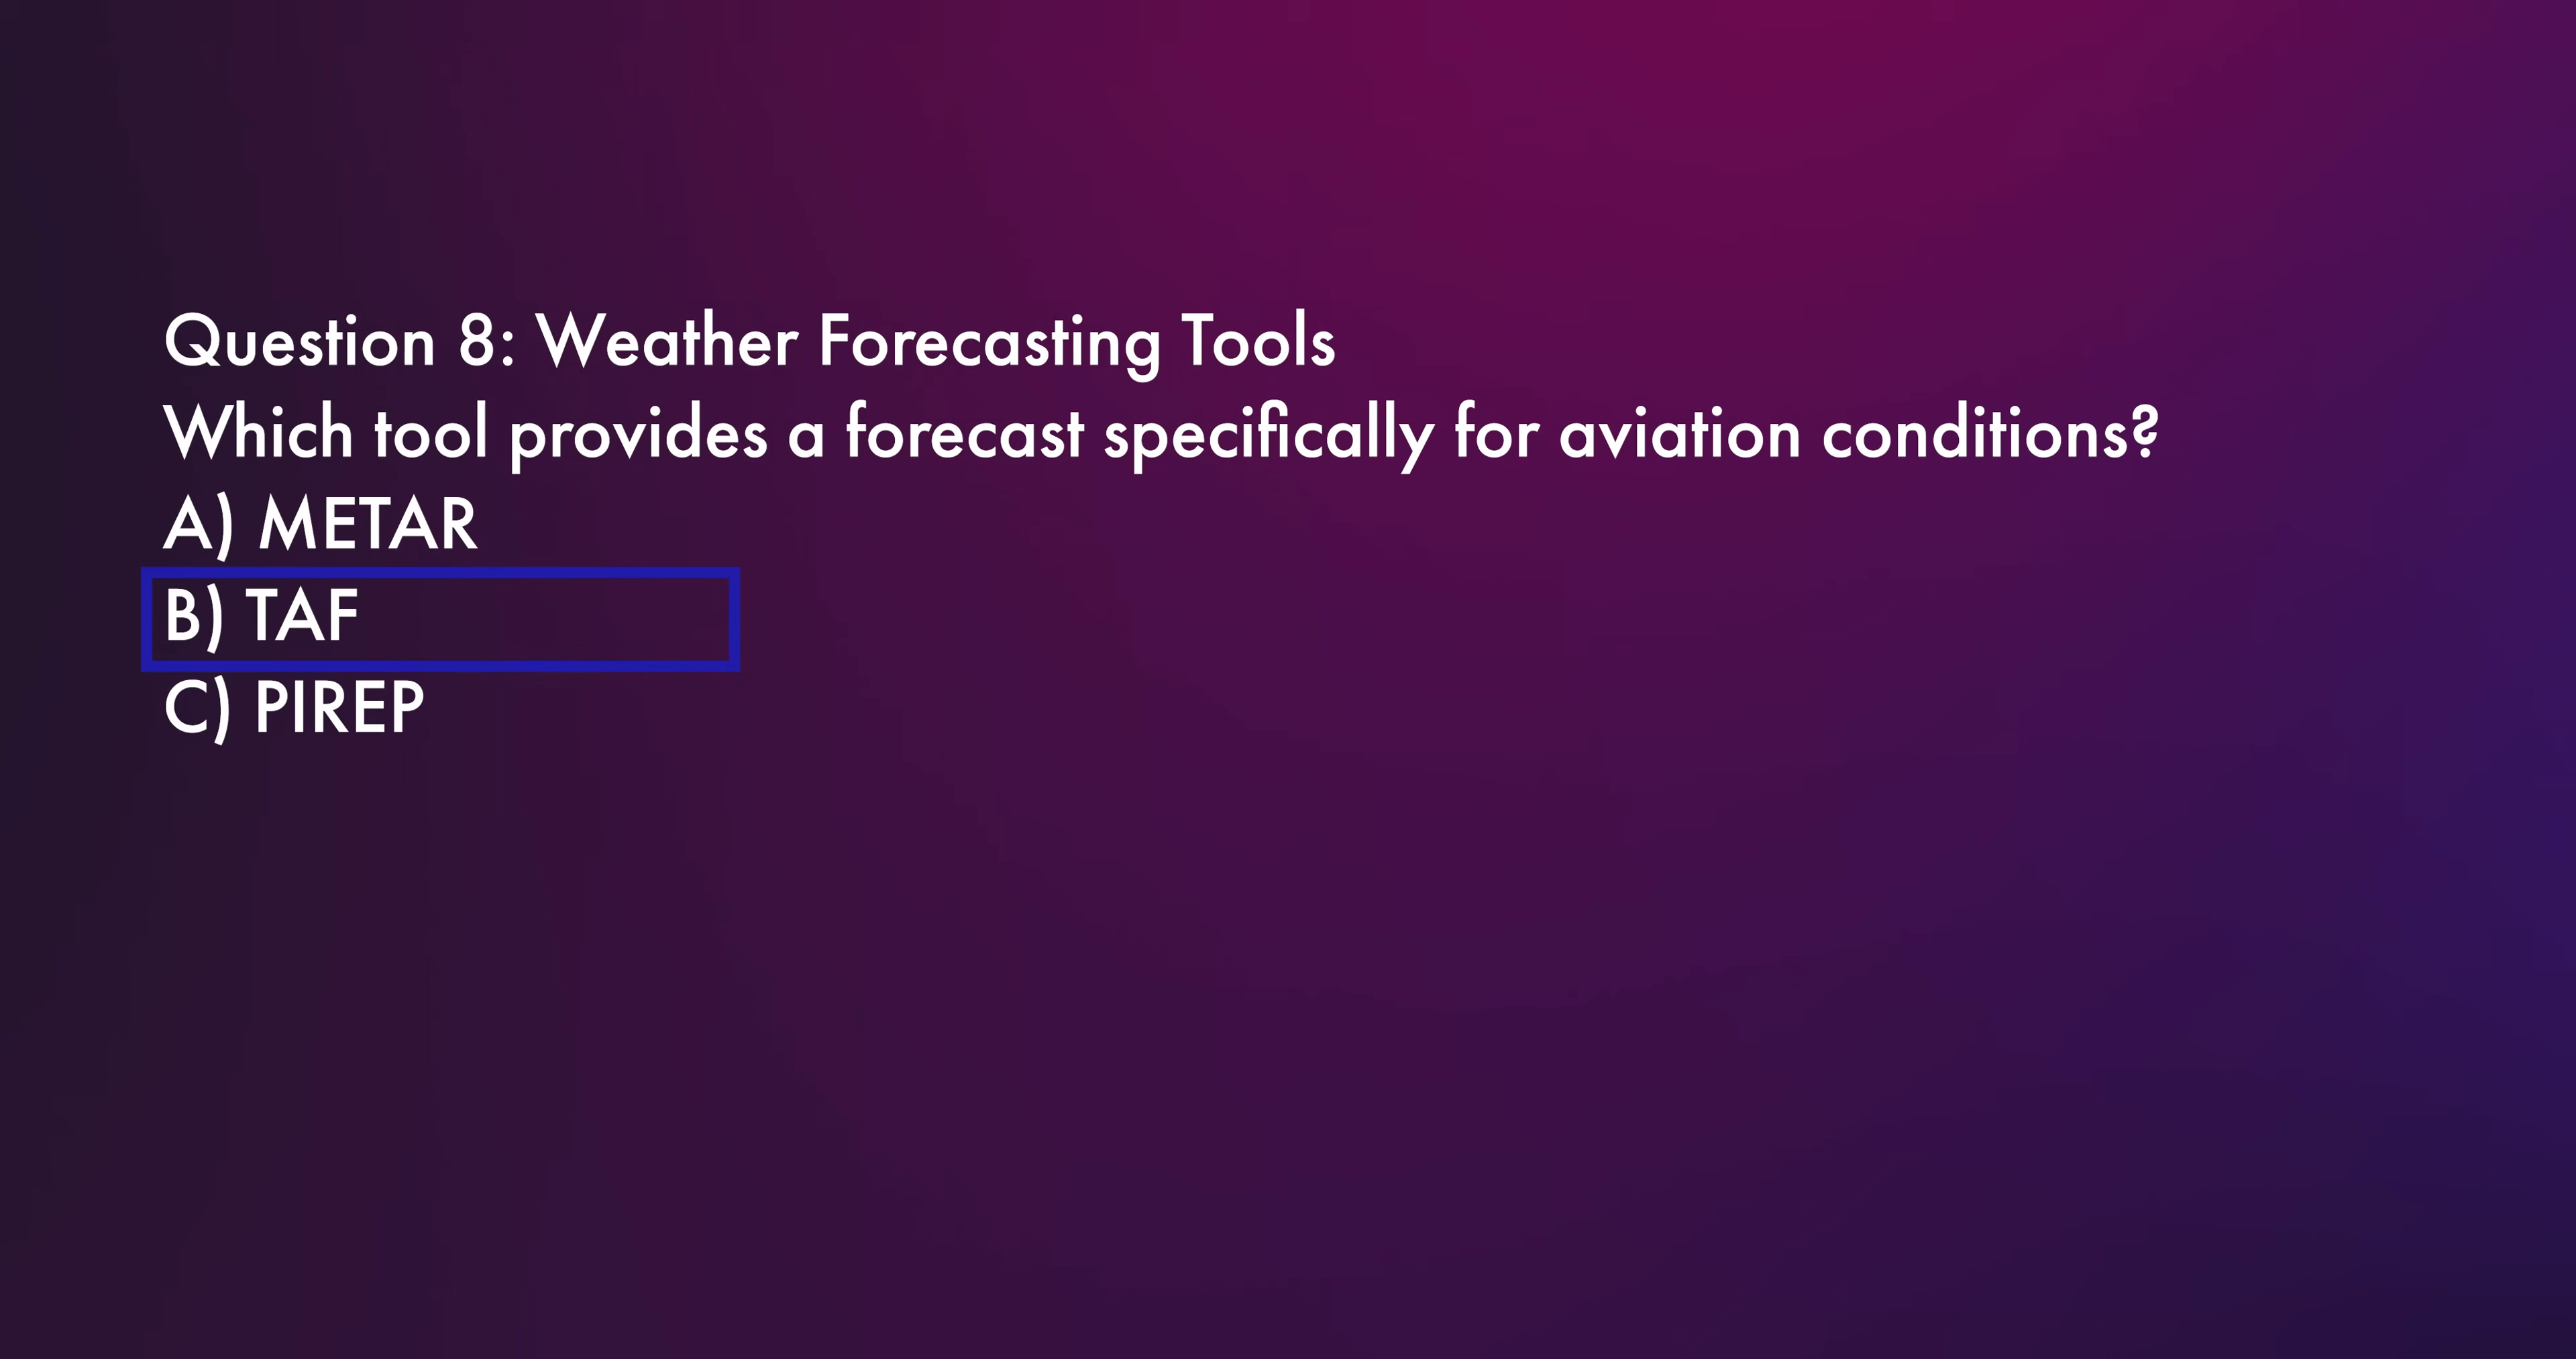 Question 8: Weather Forecasting Tools
Which tool provides a forecast specifically for aviation conditions?
A) METAR
B) TAF
C) PIREP